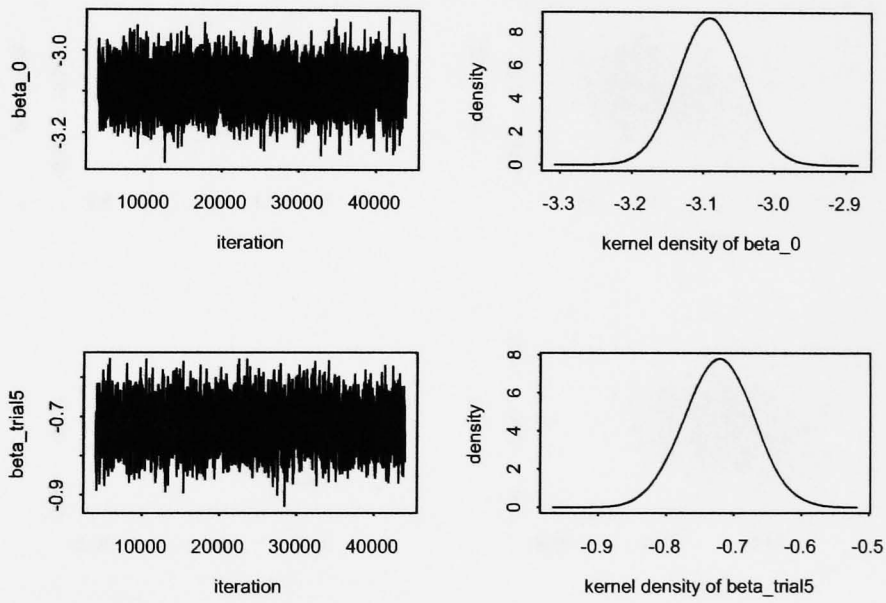 beta_0
-3.0
-3.2
10000 20000 30000 40000
iteration
density
8
6
4
2
0
-3.3 -3.2 -3.1 -3.0 -2.9
kernel density of beta_0
beta_trial5
-0.7
-0.9
10000 20000 30000 40000
iteration
density
8
6
4
2
0
-0.9 -0.8 -0.7 -0.6 -0.5
kernel density of beta_trial5